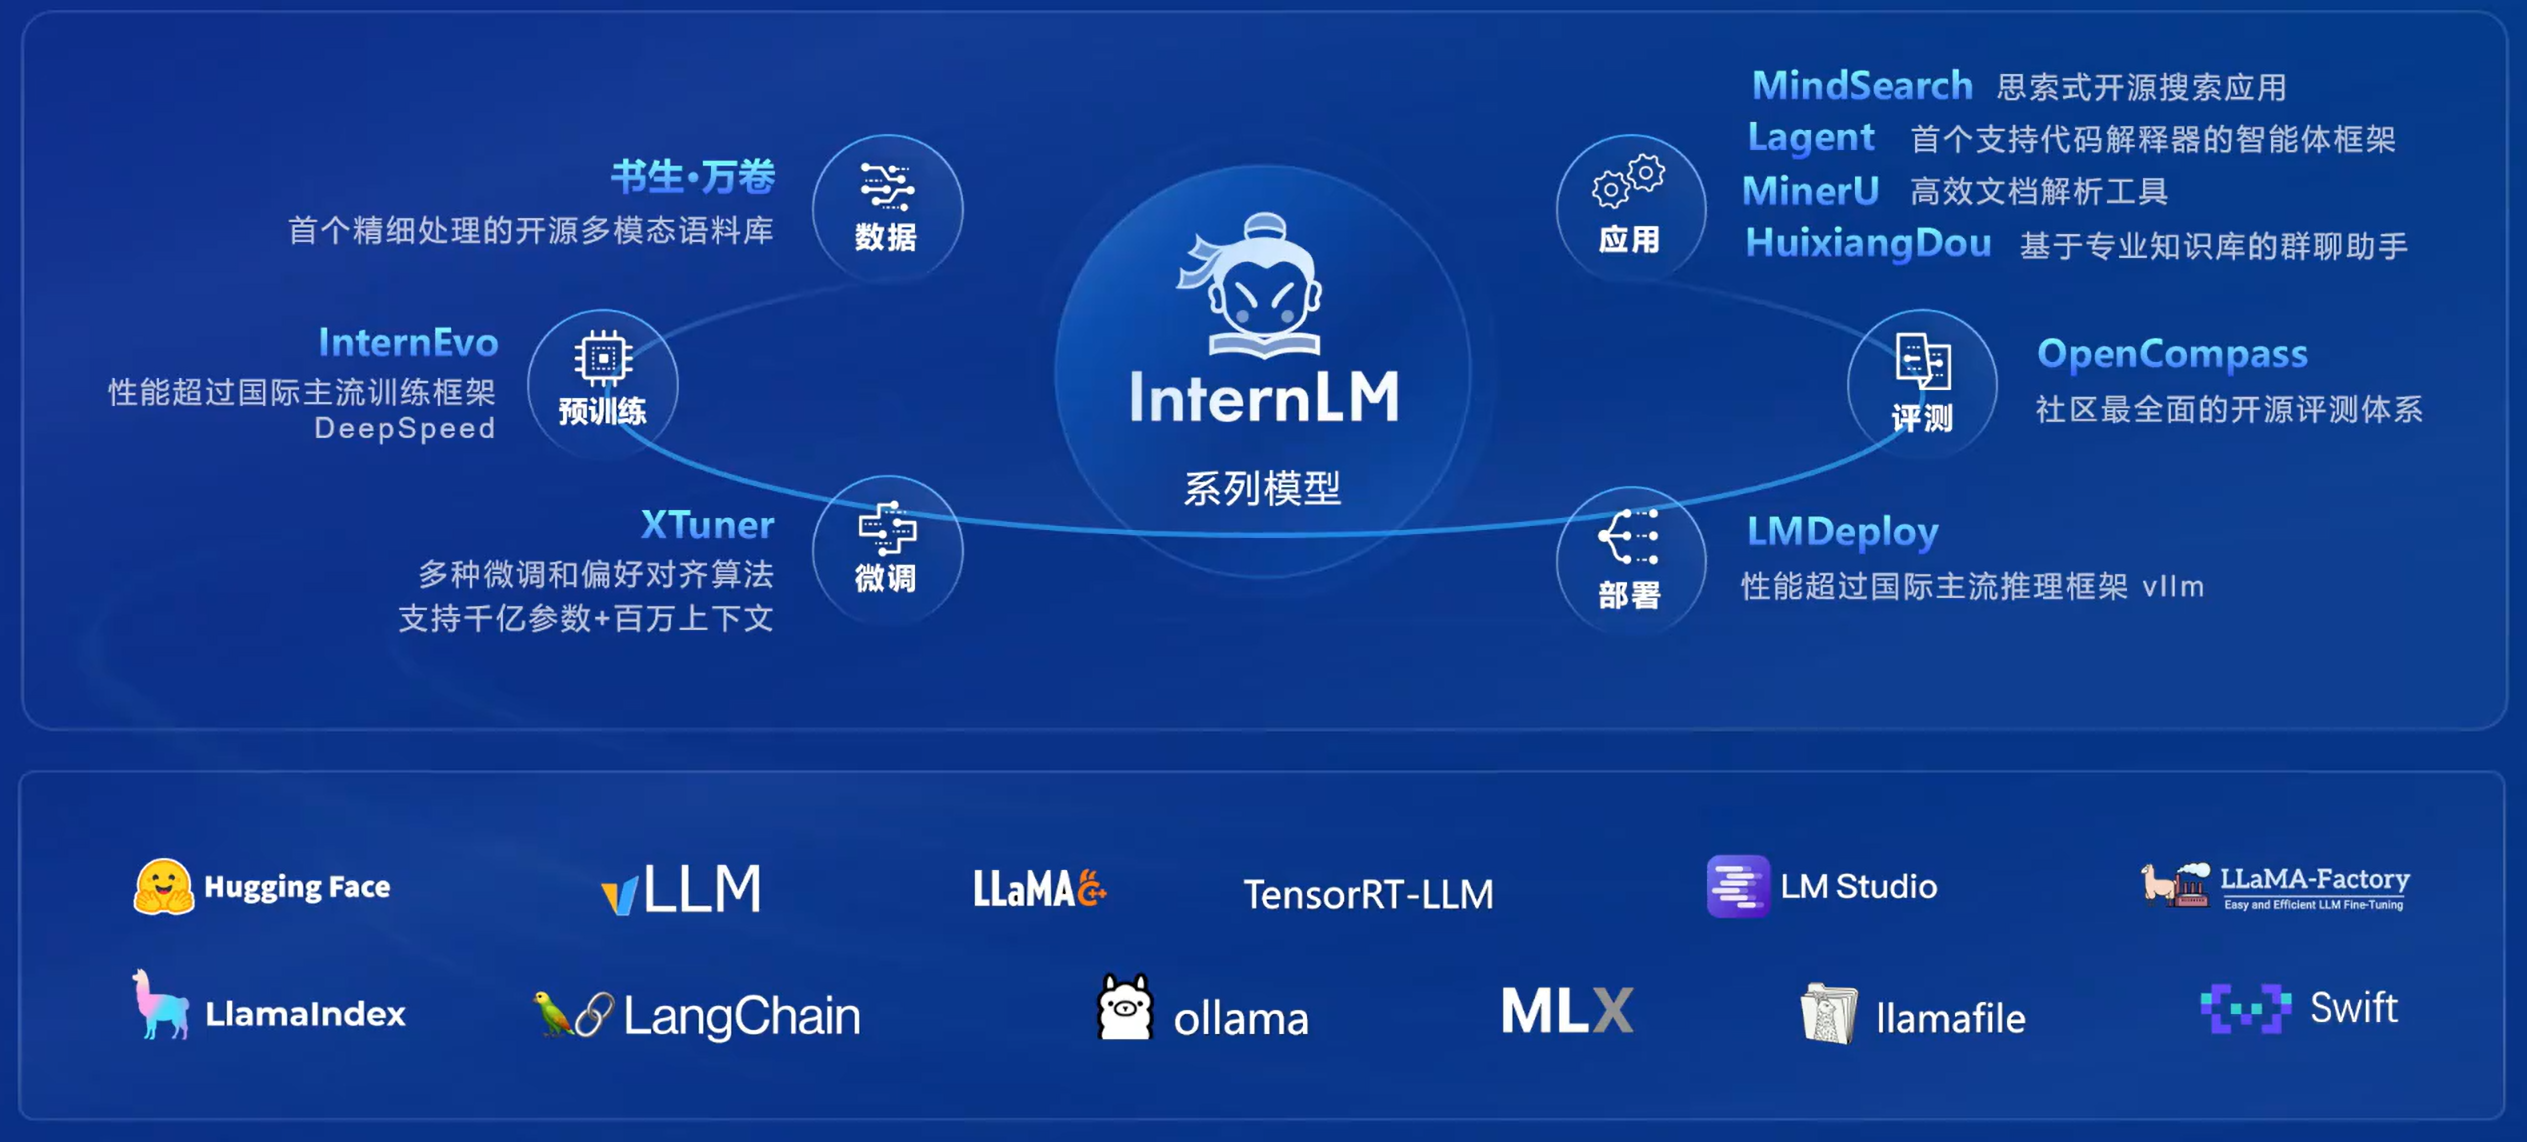 书生·万卷
首个精细处理的开源多模态语料库
数据
InternEvo
性能超过国际主流训练框架
DeepSpeed
预训练
XTuner
多种微调和偏好对齐算法
支持千亿参数+百万上下文
微调
InternLM
系列模型
应用
MindSearch 思索式开源搜索应用
Lagent 首个支持代码解释器的智能体框架
MinerU 高效文档解析工具
HuixiangDou 基于专业知识库的群聊助手
评测
OpenCompass
社区最全面的开源评测体系
部署
LMDeploy
性能超过国际主流推理框架 vllm
Hugging Face
vLLM
LLaMA C++
TensorRT-LLM
LM Studio
LLaMA-Factory
Easy and Efficient LLM Fine-Tuning
LlamaIndex
LangChain
ollama
MLX
llamafile
Swift